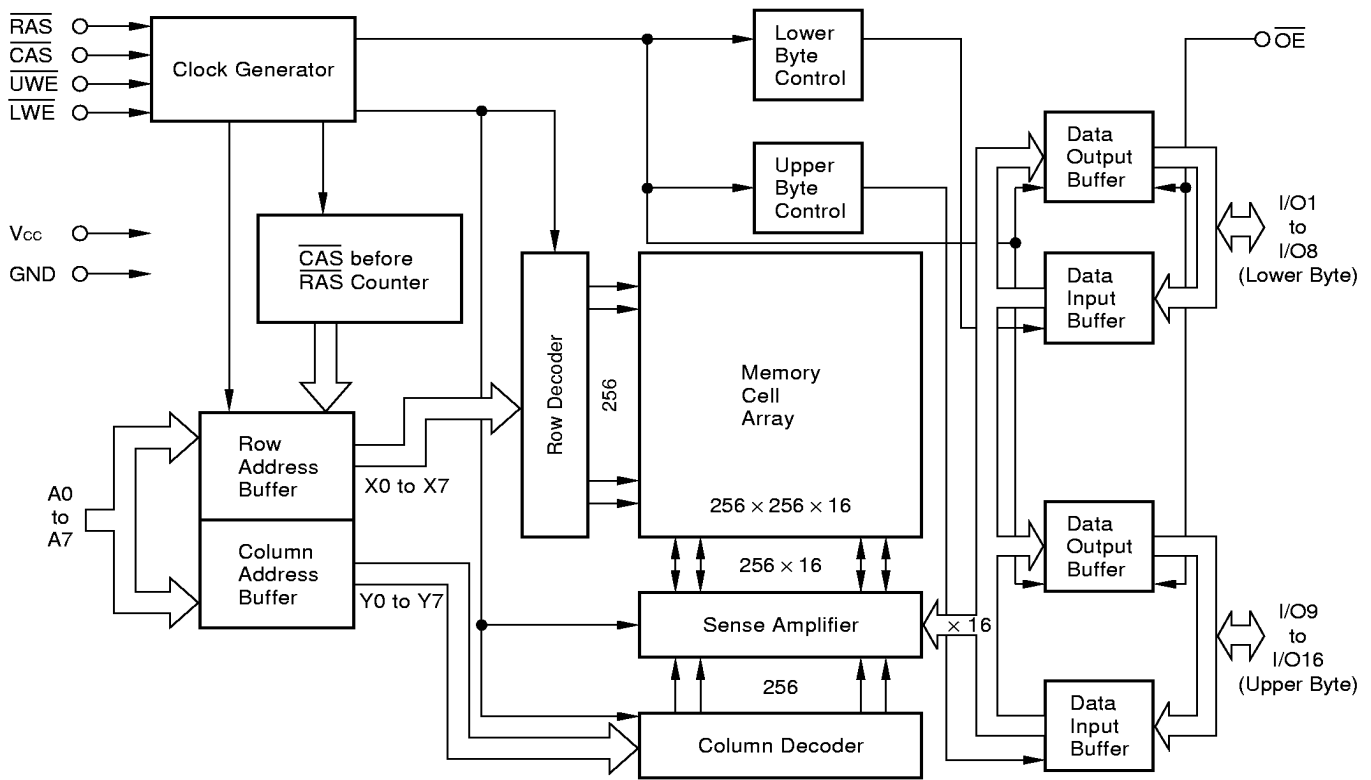 RAS
CAS
UWE
LWE
Clock Generator
Lower
Byte
Control
OE
Data
Output
Buffer
Upper
Byte
Control
I/O1
to
I/O8
(Lower Byte)
VCC
GND
CAS before
RAS Counter
Data
Input
Buffer
Row Decoder
256
Memory
Cell
Array
256 × 256 × 16
A0
to
A7
Row
Address
Buffer
X0 to X7
Column
Address
Buffer
Y0 to Y7
256 × 16
Data
Output
Buffer
Sense Amplifier
× 16
I/O9
to
I/O16
(Upper Byte)
256
Column Decoder
Data
Input
Buffer